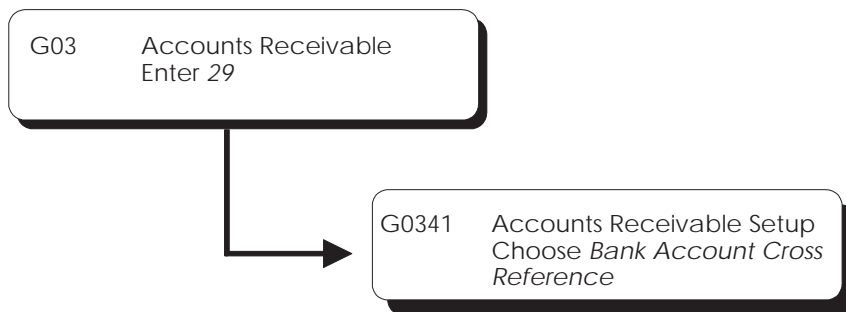 G03 Accounts Receivable
Enter 29
G0341 Accounts Receivable Setup
Choose Bank Account Cross
Reference